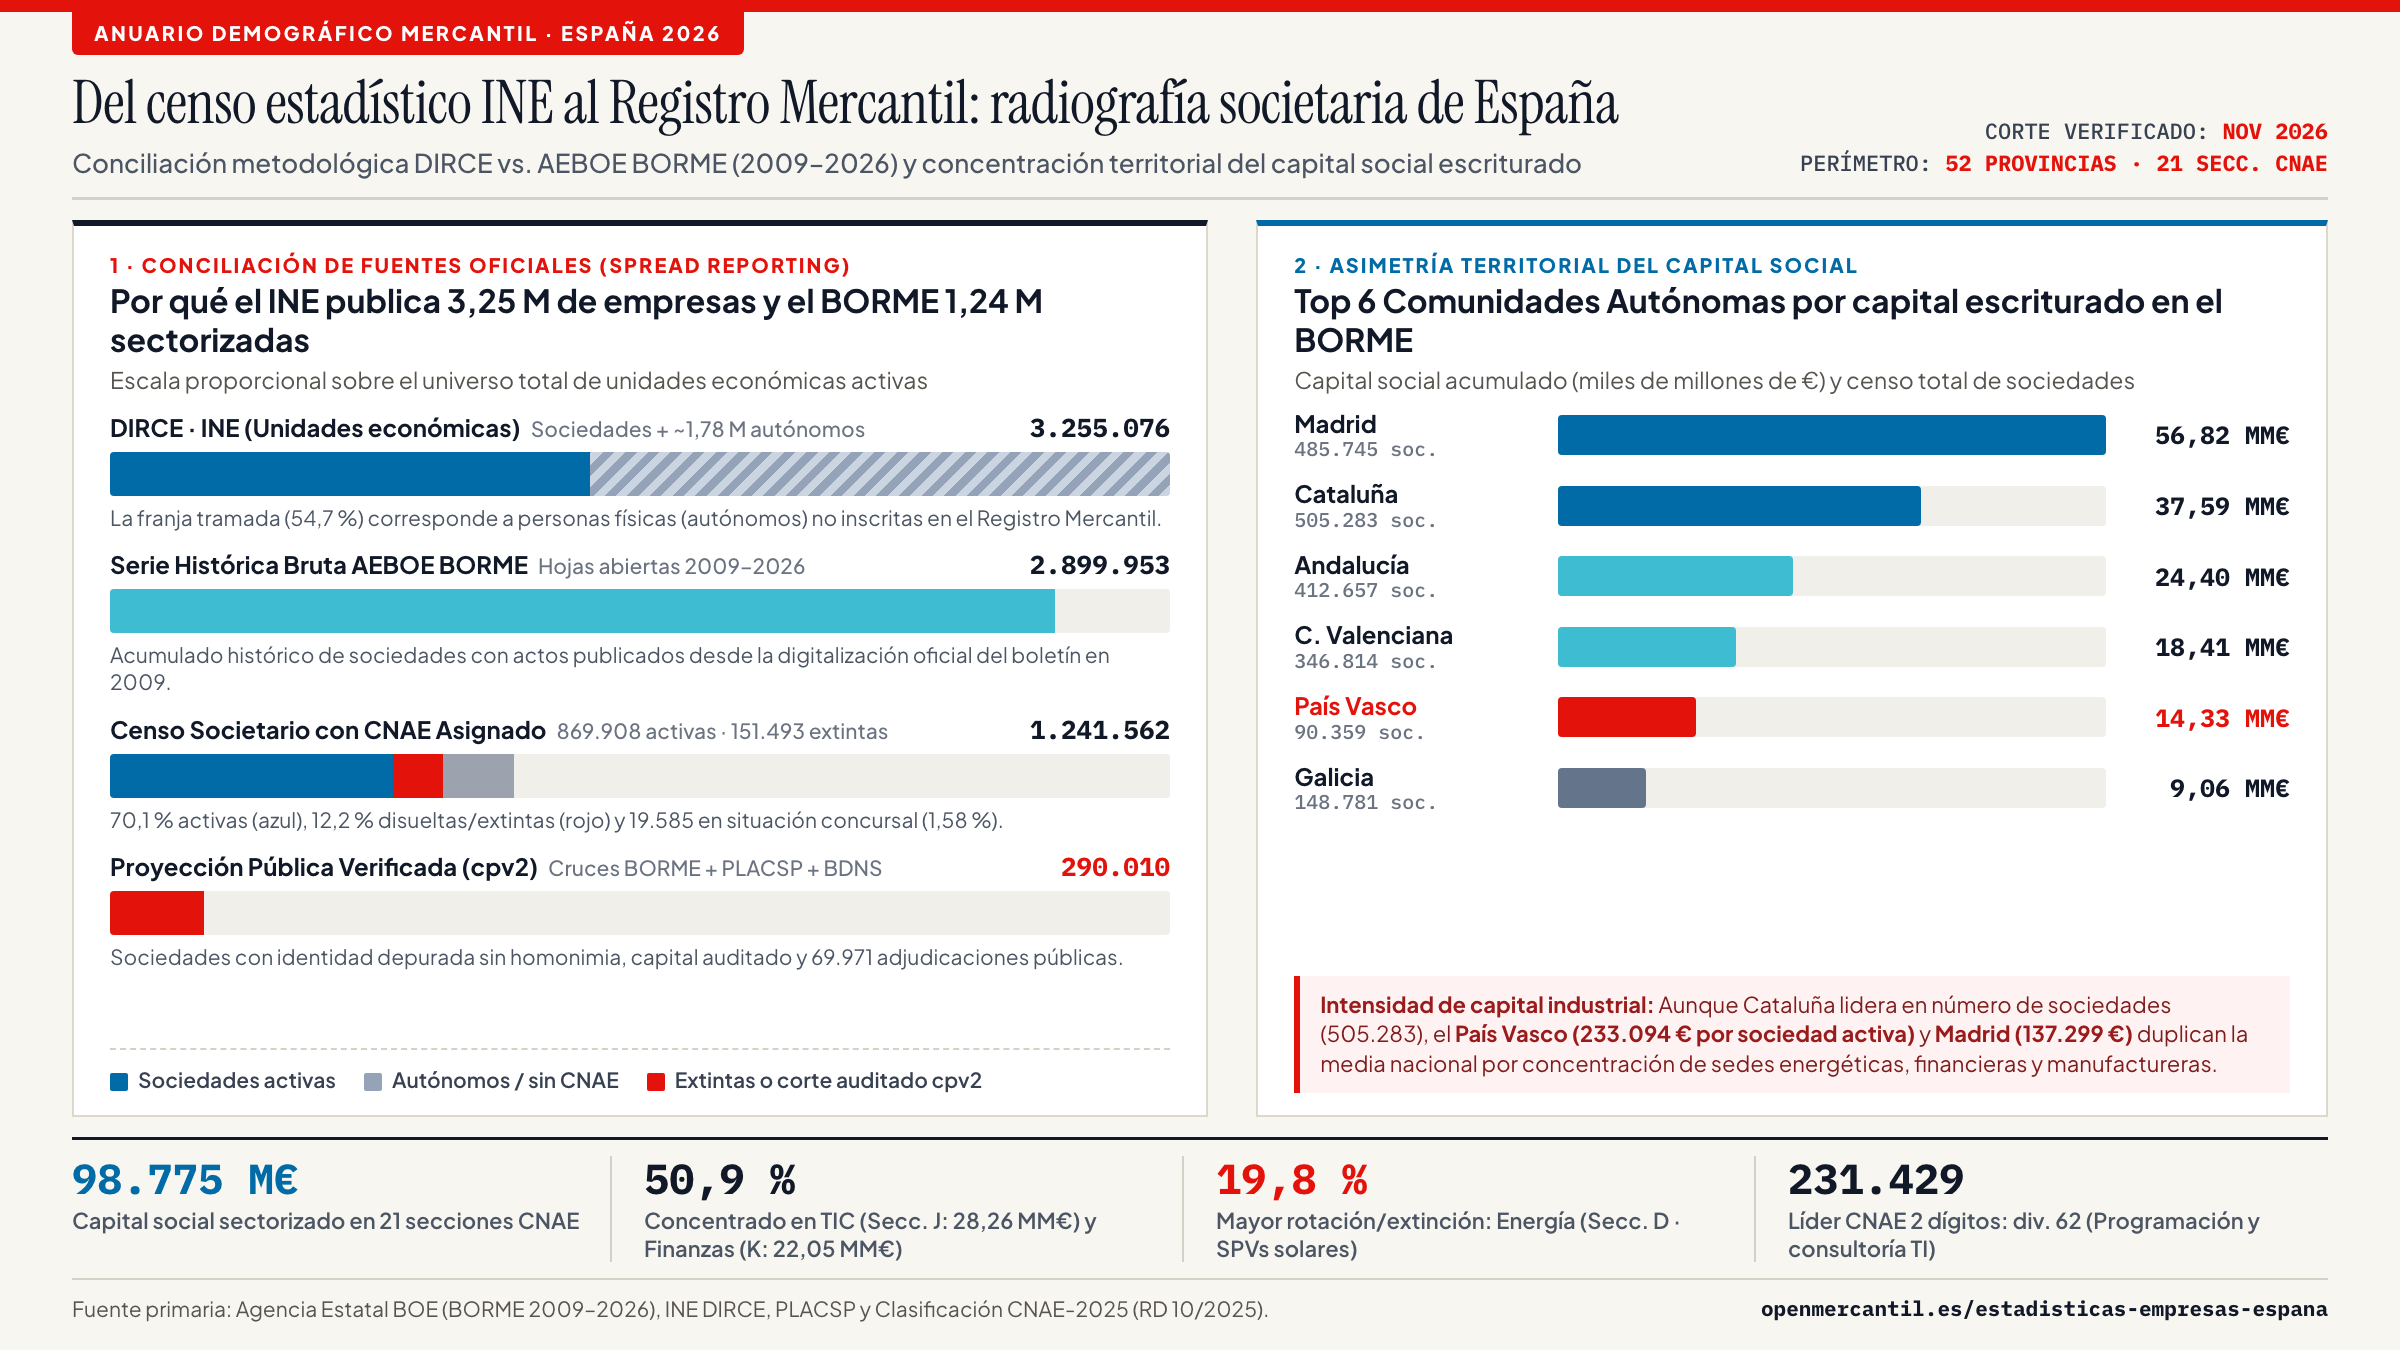 ANUARIO DEMOGRÁFICO MERCANTIL · ESPAÑA 2026
Del censo estadístico INE al Registro Mercantil: radiografía societaria de España
Conciliación metodológica DIRCE vs. AEBOE BORME (2009–2026) y concentración territorial del capital social escriturado
CORTE VERIFICADO: NOV 2026
PERÍMETRO: 52 PROVINCIAS · 21 SECC. CNAE
1 · CONCILIACIÓN DE FUENTES OFICIALES (SPREAD REPORTING)
Por qué el INE publica 3,25 M de empresas y el BORME 1,24 M
sectorizadas
Escala proporcional sobre el universo total de unidades económicas activas
DIRCE · INE (Unidades económicas) Sociedades + ~1,78 M autónomos 3.255.076
La franja tramada (54,7 %) corresponde a personas físicas (autónomos) no inscritas en el Registro Mercantil.
Serie Histórica Bruta AEBOE BORME Hojas abiertas 2009–2026 2.899.953
Acumulado histórico de sociedades con actos publicados desde la digitalización oficial del boletín en
2009.
Censo Societario con CNAE Asignado 869.908 activas · 151.493 extintas 1.241.562
70,1 % activas (azul), 12,2 % disueltas/extintas (rojo) y 19.585 en situación concursal (1,58 %).
Proyección Pública Verificada (cpv2) Cruces BORME + PLACSP + BDNS 290.010
Sociedades con identidad depurada sin homonimia, capital auditado y 69.971 adjudicaciones públicas.
Sociedades activas Autónomos / sin CNAE Extintas o corte auditado cpv2
2 · ASIMETRÍA TERRITORIAL DEL CAPITAL SOCIAL
Top 6 Comunidades Autónomas por capital escriturado en el
BORME
Capital social acumulado (miles de millones de €) y censo total de sociedades
Madrid
485.745 soc.
56,82 MM€
Cataluña
505.283 soc.
37,59 MM€
Andalucía
412.657 soc.
24,40 MM€
C. Valenciana
346.814 soc.
18,41 MM€
País Vasco
90.359 soc.
14,33 MM€
Galicia
148.781 soc.
9,06 MM€
Intensidad de capital industrial: Aunque Cataluña lidera en número de sociedades
(505.283), el País Vasco (233.094 € por sociedad activa) y Madrid (137.299 €) duplican la
media nacional por concentración de sedes energéticas, financieras y manufactureras.
98.775 M€
Capital social sectorizado en 21 secciones CNAE
50,9 %
Concentrado en TIC (Secc. J: 28,26 MM€) y
Finanzas (K: 22,05 MM€)
19,8 %
Mayor rotación/extinción: Energía (Secc. D ·
SPVs solares)
231.429
Líder CNAE 2 dígitos: div. 62 (Programación y
consultoría TI)
Fuente primaria: Agencia Estatal BOE (BORME 2009–2026), INE DIRCE, PLACSP y Clasificación CNAE-2025 (RD 10/2025).
openmercantil.es/estadisticas-empresas-espana